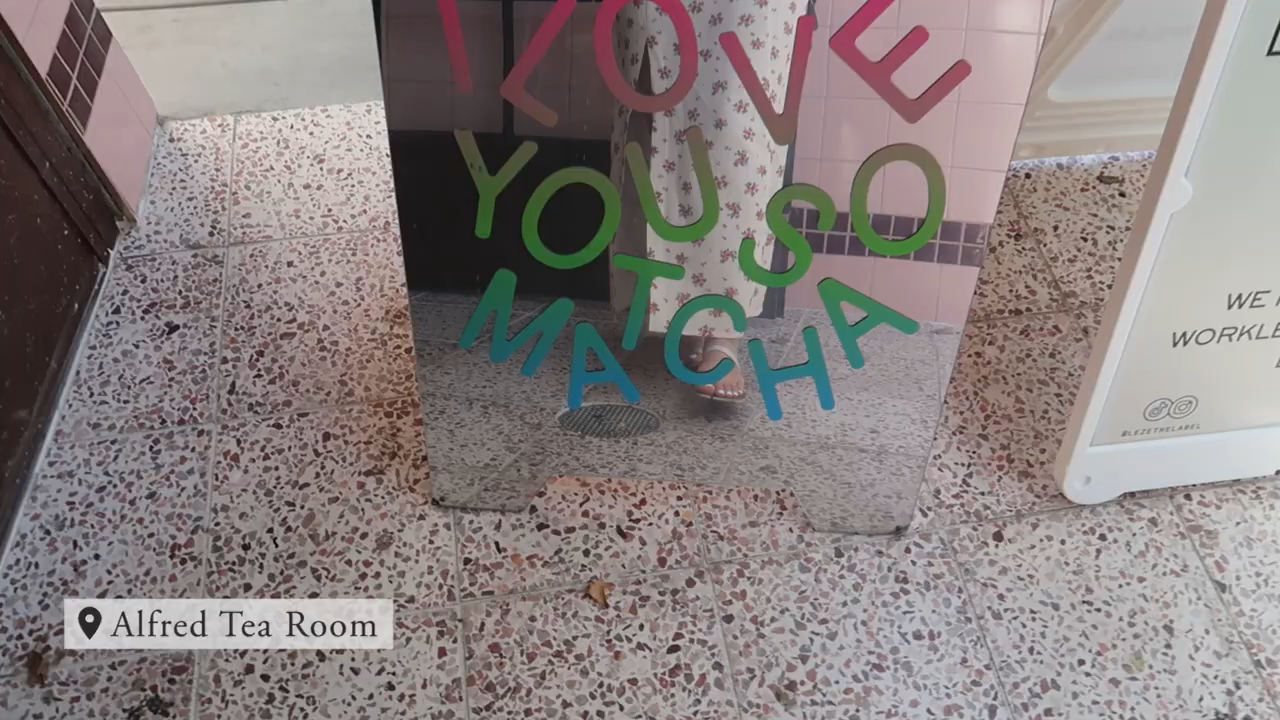 I LOVE
YOU SO
MATCHA
WE
WORKLE
@LEZETHELABEL
Alfred Tea Room